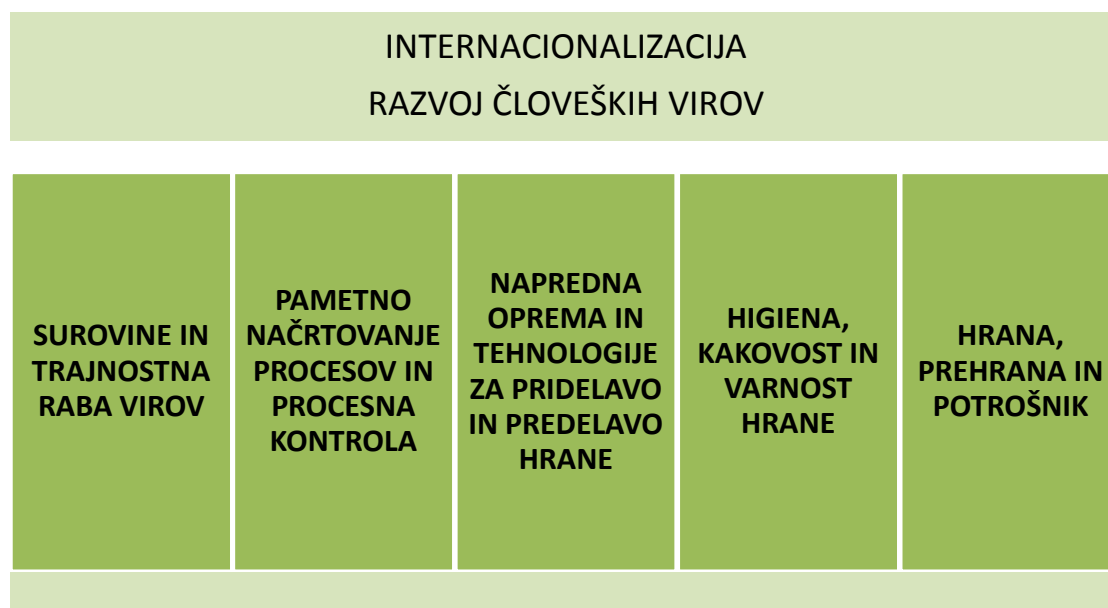 INTERNACIONALIZACIJA
RAZVOJ ČLOVEŠKIH VIROV
SUROVINE IN
TRAJNOSTNA
RABA VIROV
PAMETNO
NAČRTOVANJE
PROCESOV IN
PROCESNA
KONTROLA
NAPREDNA
OPREMA IN
TEHNOLOGIJE
ZA PRIDELAVO
IN PREDELAVO
HRANE
HIGIENA,
KAKOVOST IN
VARNOST
HRANE
HRANA,
PREHRANA IN
POTROŠNIK